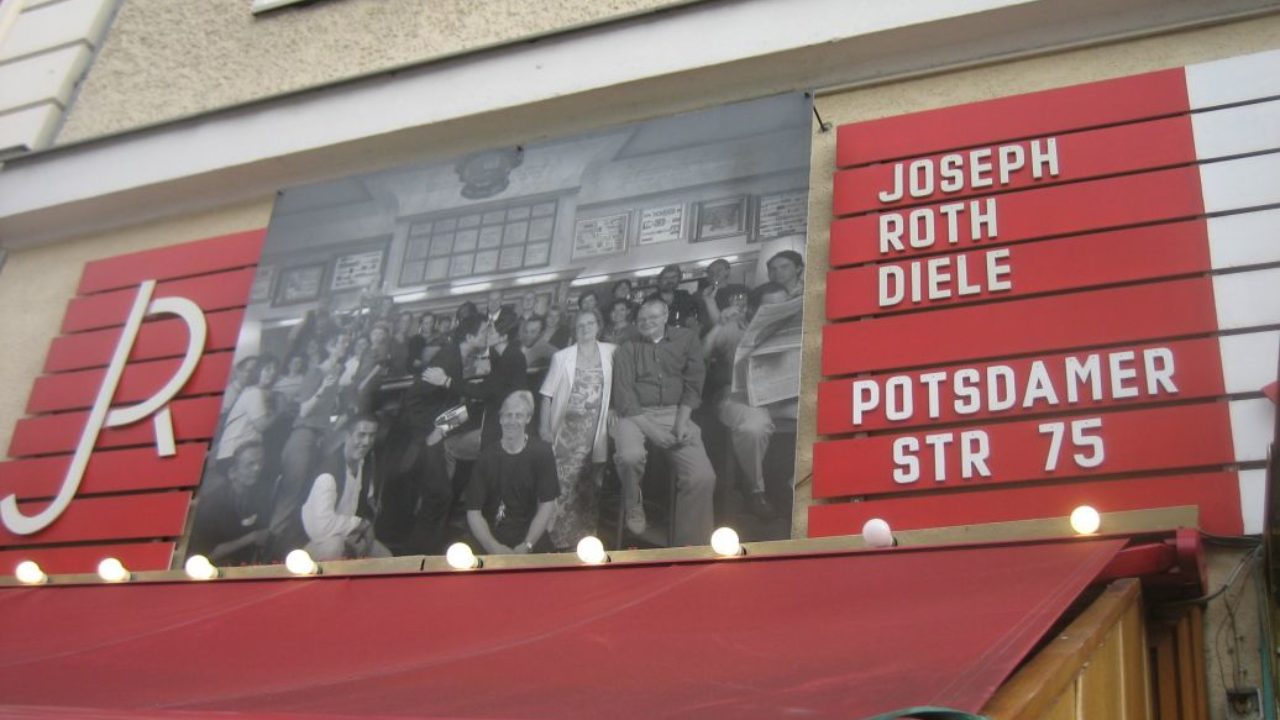 JR
JOSEPH
ROTH
DIELE
POTSDAMER
STR 75